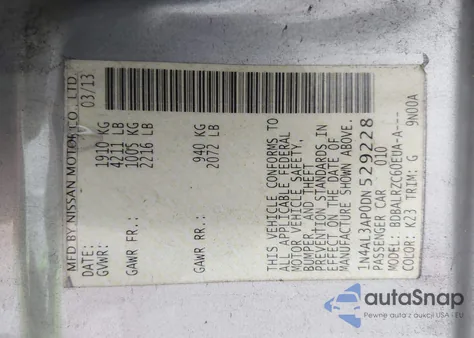 MFD BY NISSAN MOTOR CO., LTD.
DATE: 03/13
GVWR: 1910 KG
4211 LB
GAWR FR.: 1005 KG
2216 LB
GAWR RR.: 940 KG
2072 LB
THIS VEHICLE CONFORMS TO
ALL APPLICABLE FEDERAL
MOTOR VEHICLE SAFETY,
BUMPER, AND THEFT
PREVENTION STANDARDS IN
EFFECT ON THE DATE OF
MANUFACTURE SHOWN ABOVE.
1N4AL3AP0DN529228
PASSENGER CAR 010
MODEL: BDBALRZC60EUA-A---
COLOR: K23 TRIM: G 9N00A
autoSnap
Pewne auta z aukcji USA i EU